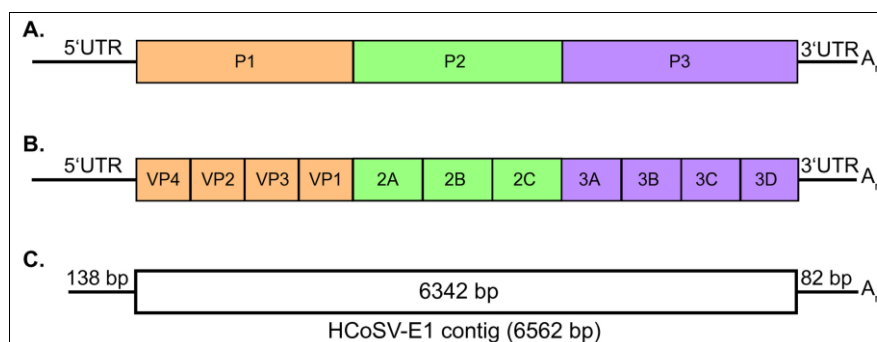 A.
5‘UTR P1 P2 P3 3‘UTR
B.
5‘UTR VP4 VP2 VP3 VP1 2A 2B 2C 3A 3B 3C 3D 3‘UTR
C.
138 bp 6342 bp 82 bp
HCoSV-E1 contig (6562 bp)